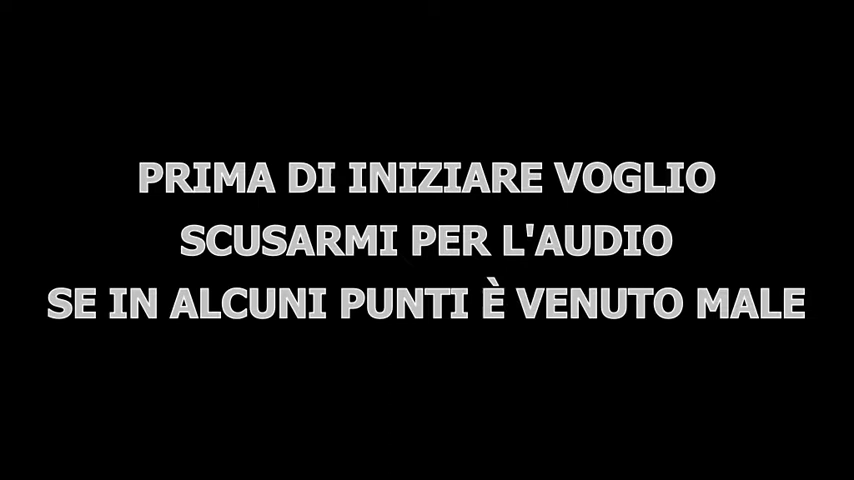 PRIMA DI INIZIARE VOGLIO
SCUSARMI PER L'AUDIO
SE IN ALCUNI PUNTI È VENUTO MALE